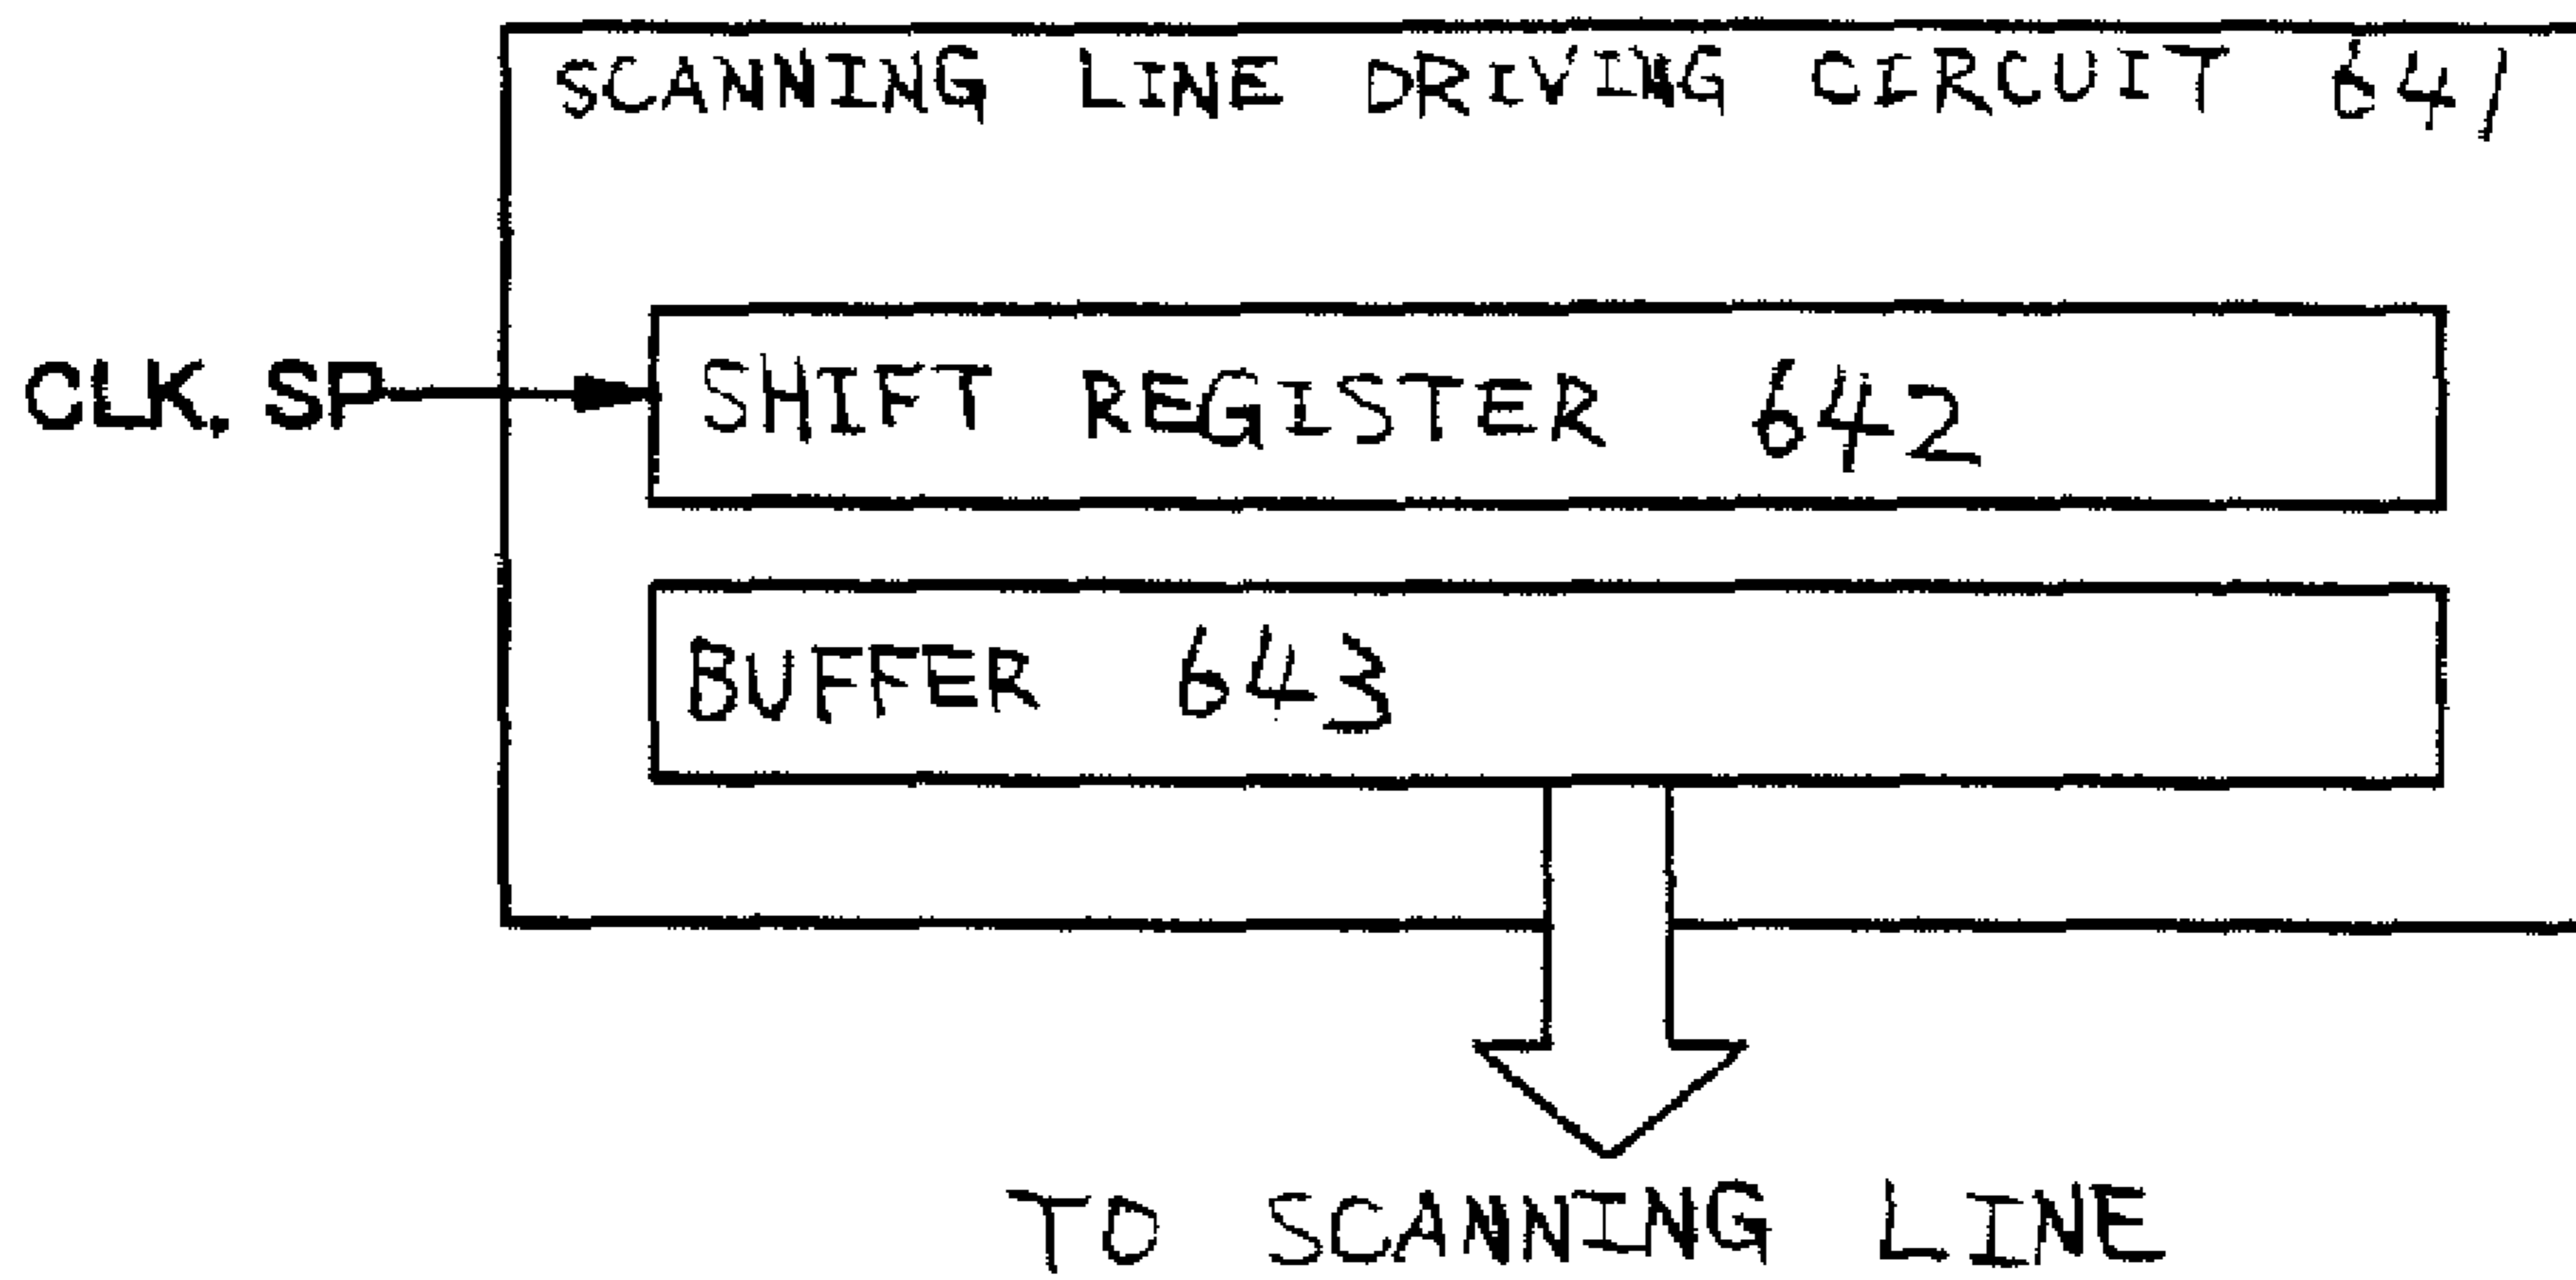 SCANNING LINE DRIVING CIRCUIT 641
CLK. SP
SHIFT REGISTER 642
BUFFER 643
TO SCANNING LINE